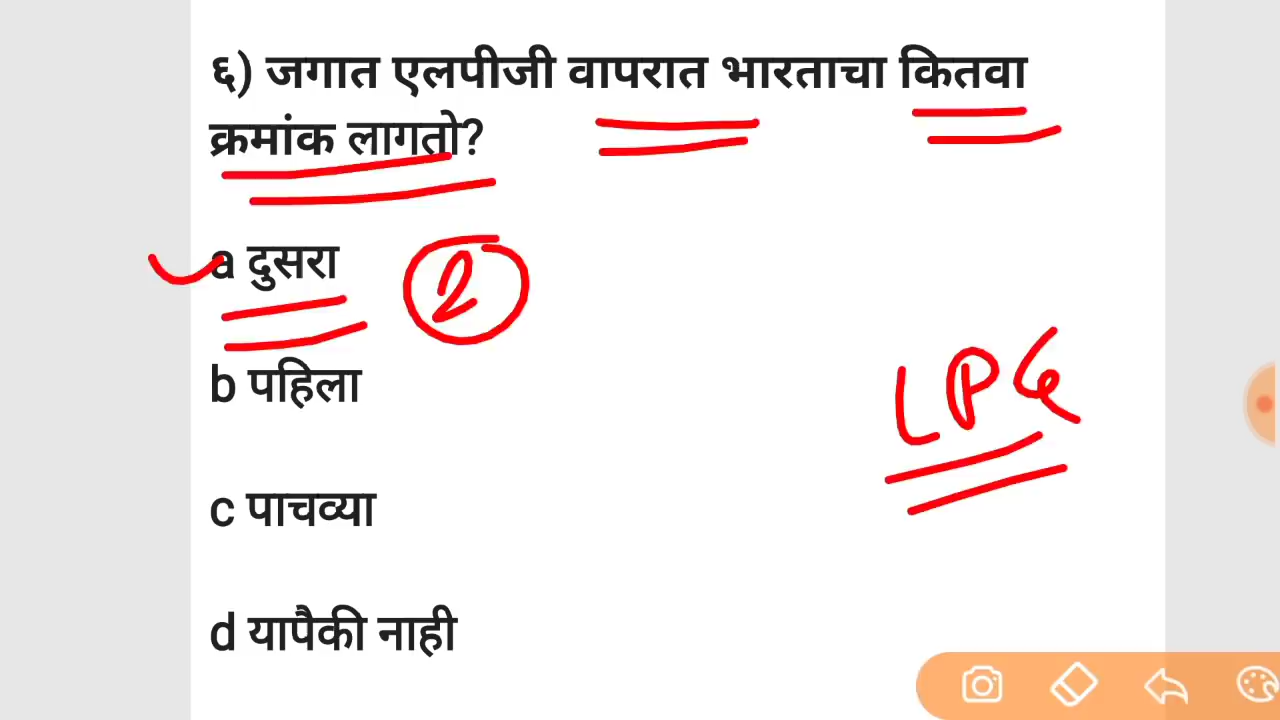 ६) जगात एलपीजी वापरात भारताचा कितवा
क्रमांक लागतो?
a दुसरा
2
b पहिला
LPG
c पाचव्या
d यापैकी नाही